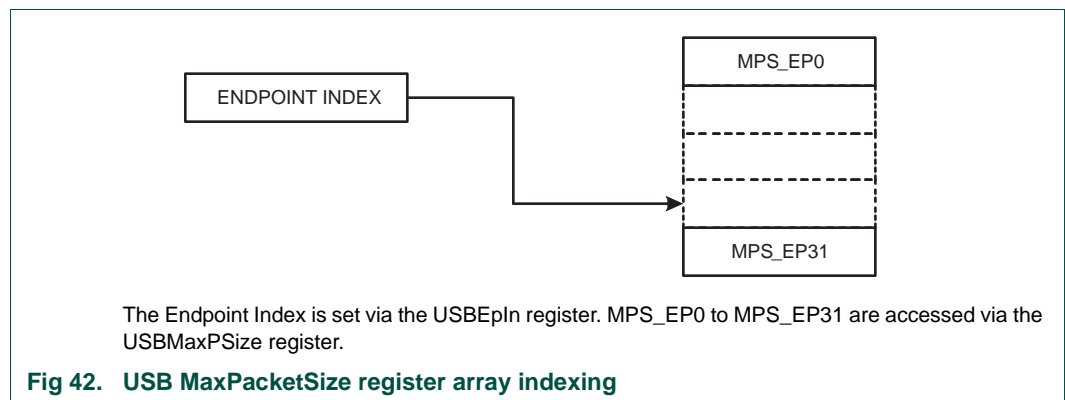 MPS_EP0
ENDPOINT INDEX
MPS_EP31
The Endpoint Index is set via the USBEpIn register. MPS_EP0 to MPS_EP31 are accessed via the
USBMaxPSize register.
Fig 42. USB MaxPacketSize register array indexing